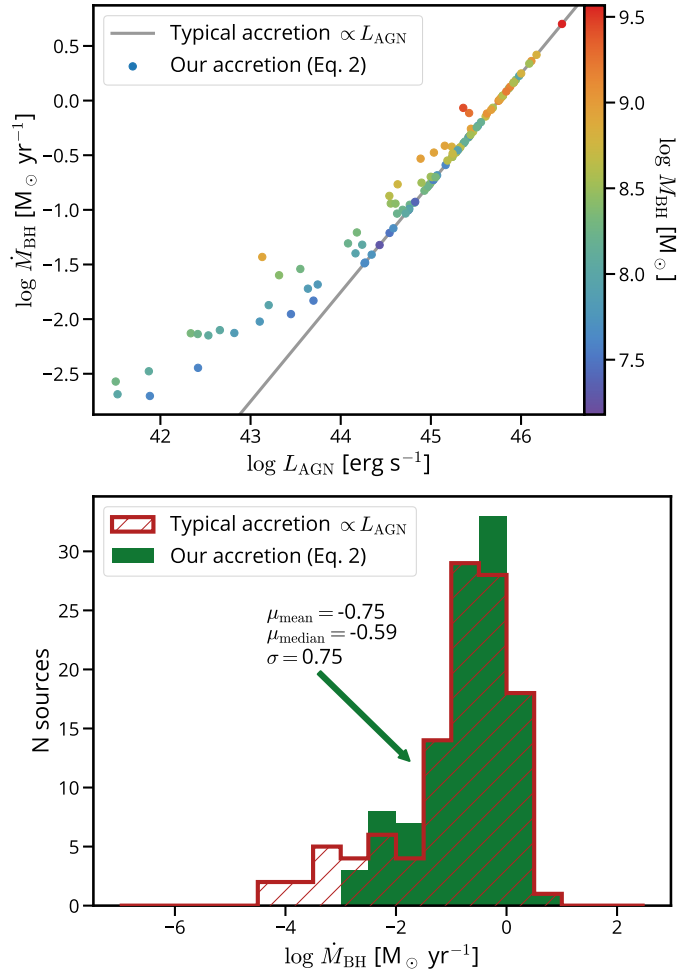 Typical accretion ∝ L_AGN
Our accretion (Eq. 2)
0.5
0.0
−0.5
−1.0
−1.5
−2.0
−2.5
log Ṁ_BH [M⊙ yr⁻¹]
42 43 44 45 46
log L_AGN [erg s⁻¹]
9.5
9.0
8.5
8.0
7.5
log M_BH [M⊙]
Typical accretion ∝ L_AGN
Our accretion (Eq. 2)
μ_mean = -0.75
μ_median = -0.59
σ = 0.75
30
25
20
15
10
5
0
N sources
−6 −4 −2 0 2
log Ṁ_BH [M⊙ yr⁻¹]